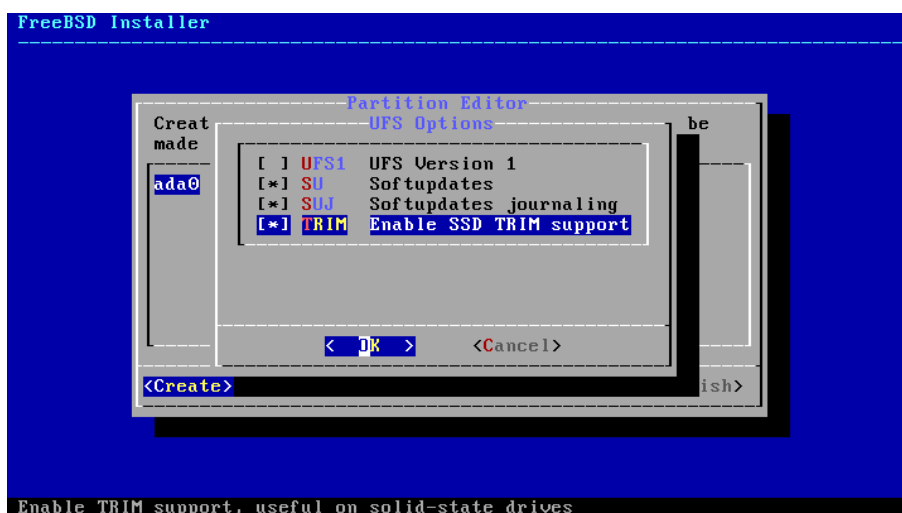 FreeBSD Installer
Partition Editor
UFS Options
Creat be
made
ada0
[ ] UFS1 UFS Version 1
[*] SU Softupdates
[*] SUJ Softupdates journaling
[*] TRIM Enable SSD TRIM support
< OK > <Cancel>
<Create> ish>
Enable TRIM support, useful on solid-state drives